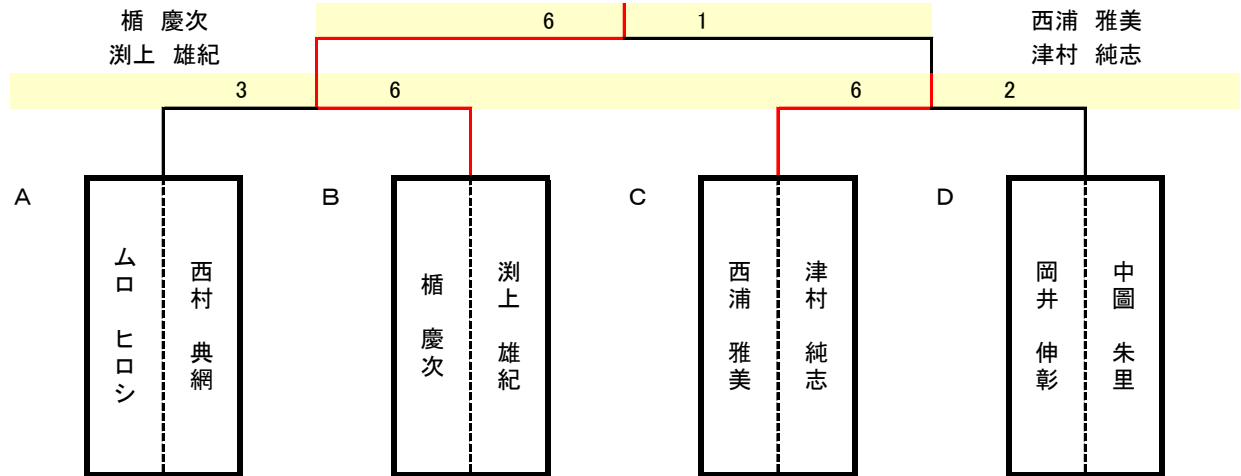 楯 慶次
渕上 雄紀
6 1
西浦 雅美
津村 純志
3 6 6 2
A
ムロ ヒロシ
西村 典網
B
楯 慶次
渕上 雄紀
C
西浦 雅美
津村 純志
D
岡井 伸彰
中圖 朱里